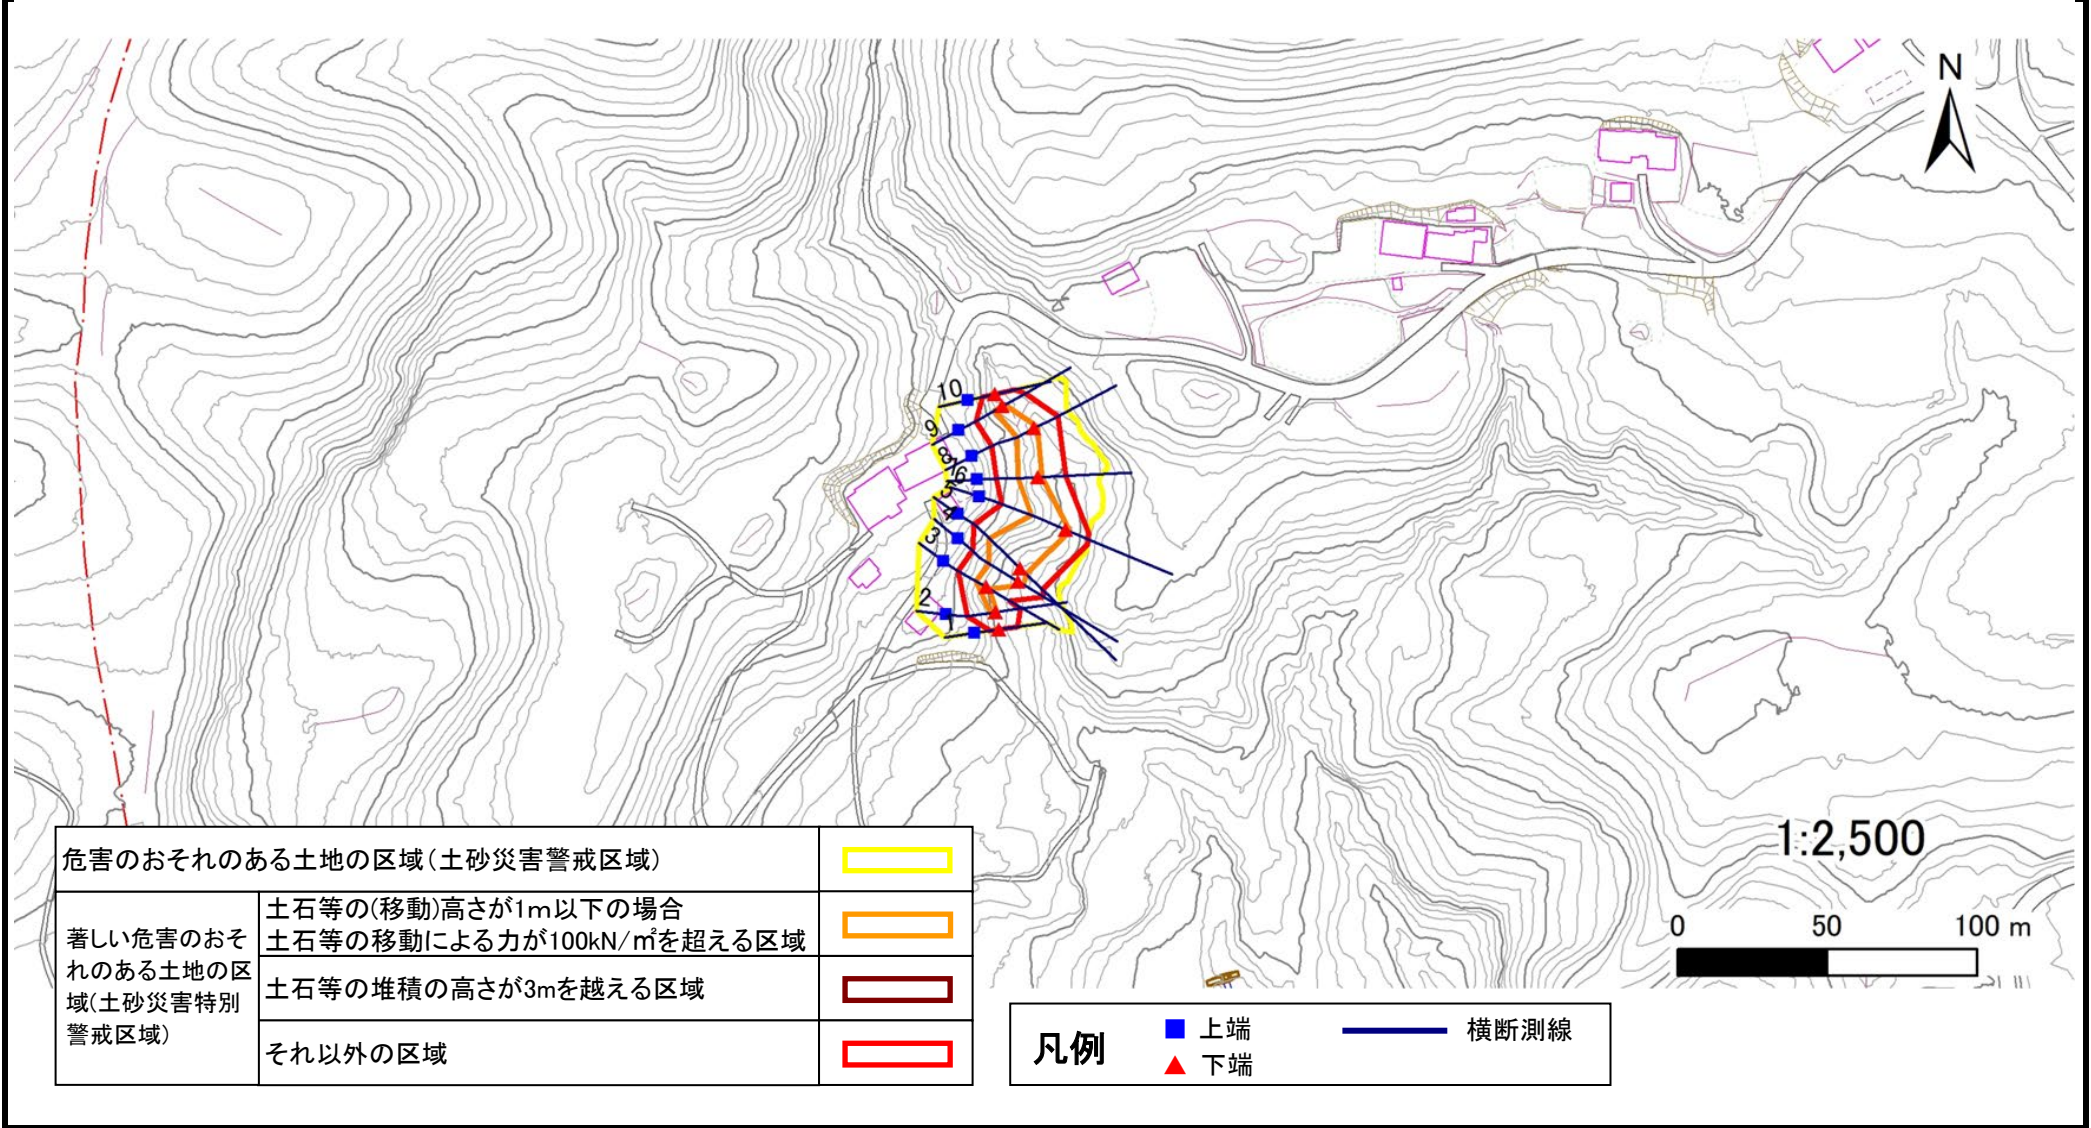 N
10
9
8
7
6
5
4
3
2
1
1:2,500
0 50 100 m
危害のおそれのある土地の区域(土砂災害警戒区域)
著しい危害のおそ
れのある土地の区
域(土砂災害特別
警戒区域)
土石等の(移動)高さが1m以下の場合
土石等の移動による力が100kN/㎡を超える区域
土石等の堆積の高さが3mを越える区域
それ以外の区域
凡例
上端
下端
横断測線